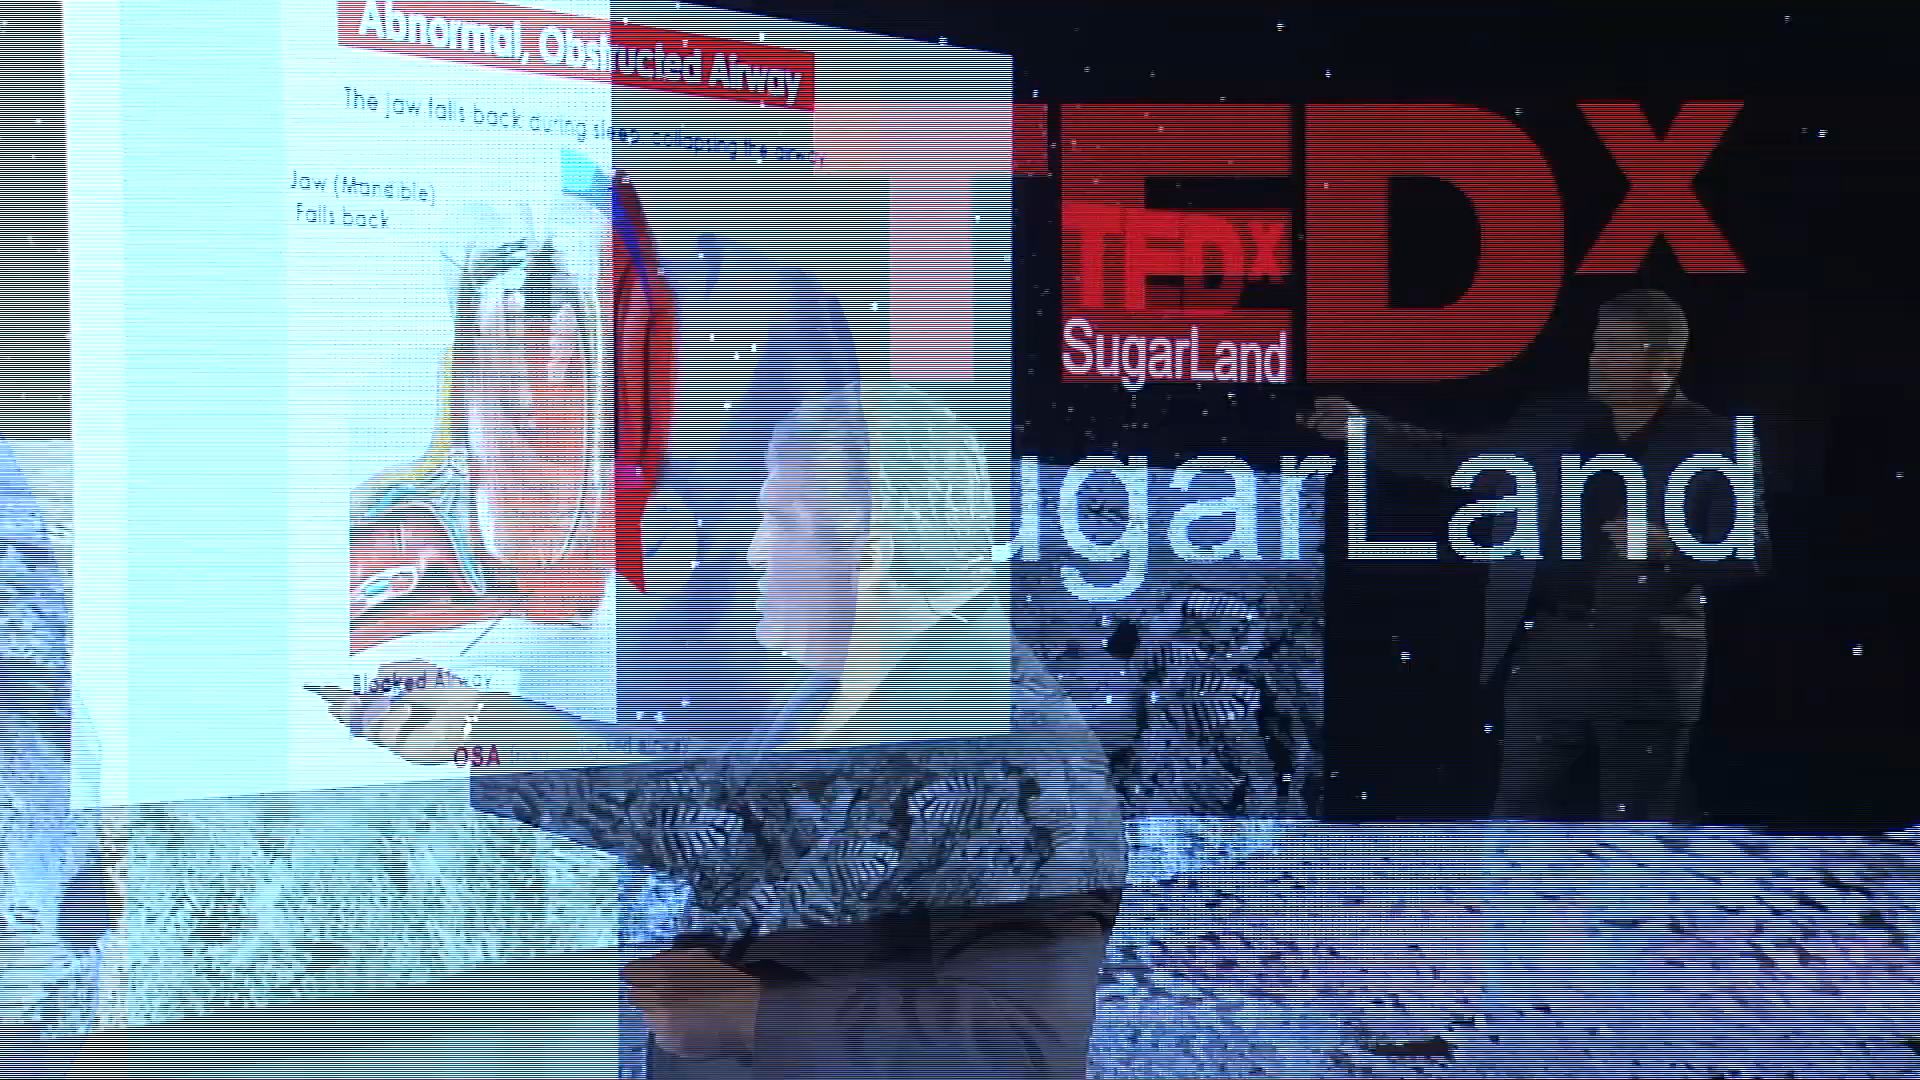 Abnormal, Obstructed Airway
The jaw falls back during sleep collapsing the airway
Jaw (Mandible)
Falls back
Blocked Airway
OSA
TEDx
TEDx
SugarLand
ugarLand